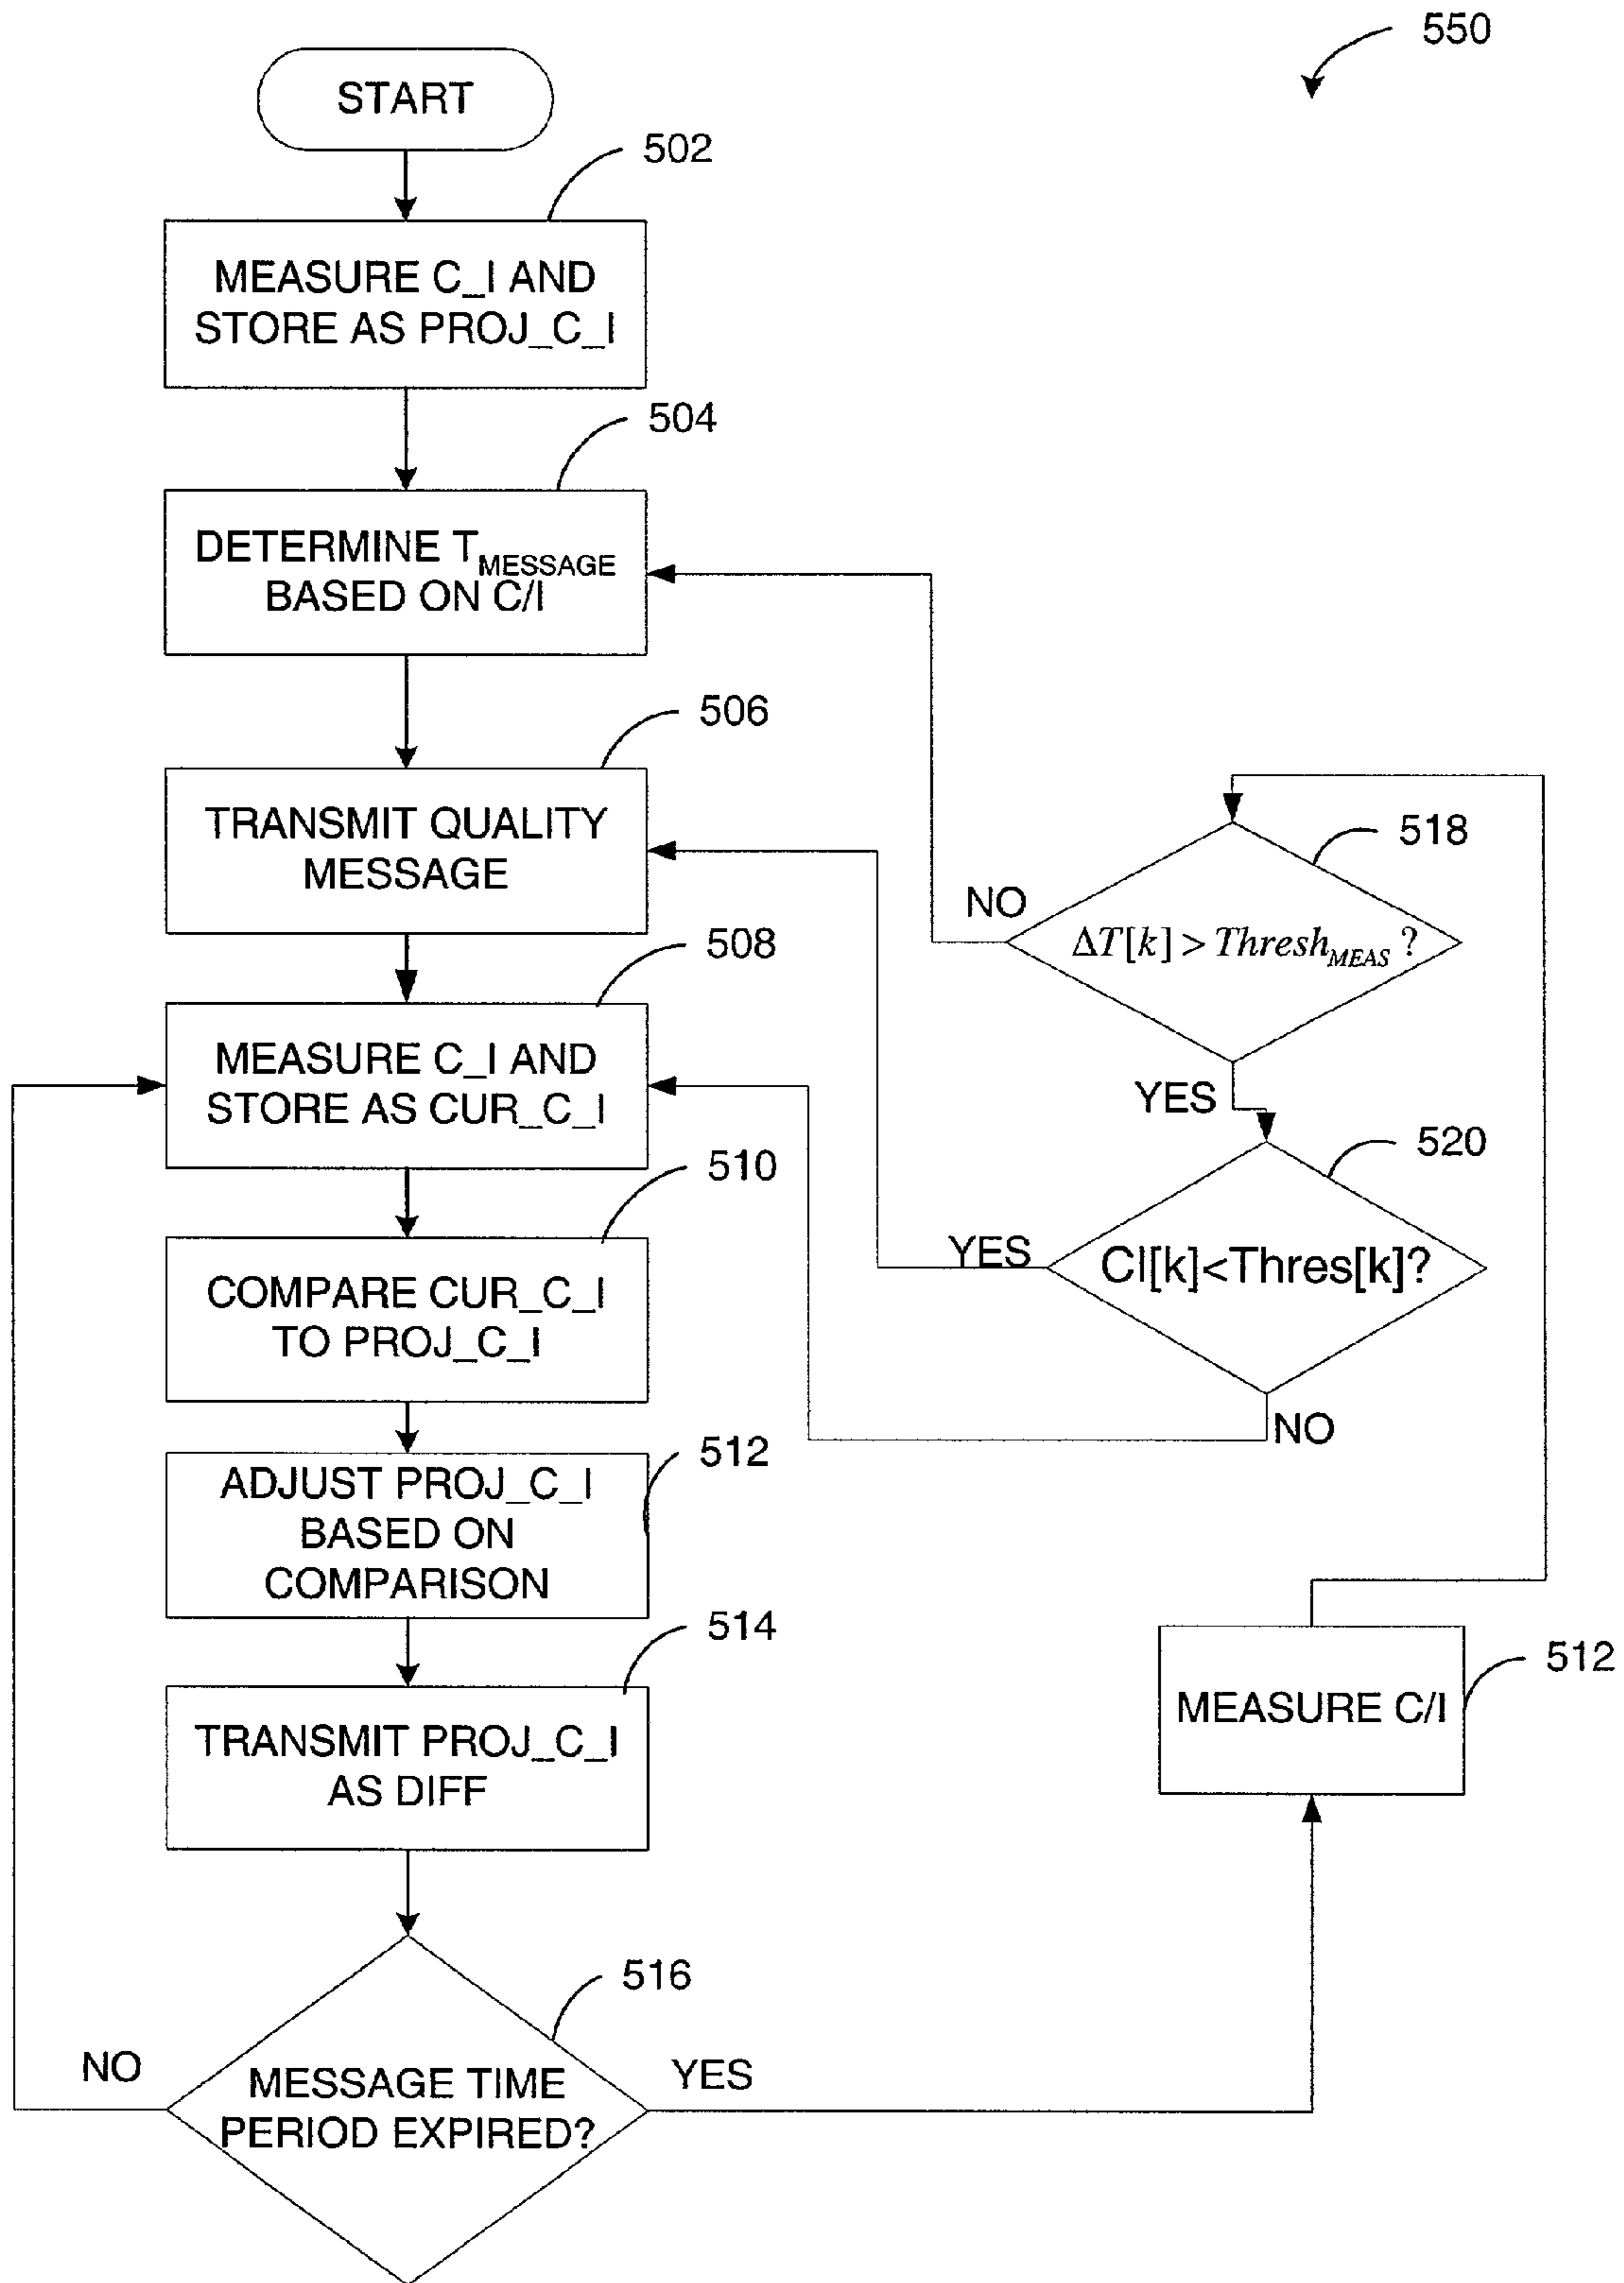 550
START
502
MEASURE C_I AND
STORE AS PROJ_C_I
504
DETERMINE T_MESSAGE
BASED ON C/I
506
TRANSMIT QUALITY
MESSAGE
518
NO
ΔT[k] > Thresh_MEAS ?
508
MEASURE C_I AND
STORE AS CUR_C_I
YES
520
510
YES
CI[k]<Thres[k]?
COMPARE CUR_C_I
TO PROJ_C_I
NO
512
ADJUST PROJ_C_I
BASED ON
COMPARISON
514
512
MEASURE C/I
TRANSMIT PROJ_C_I
AS DIFF
516
NO
YES
MESSAGE TIME
PERIOD EXPIRED?